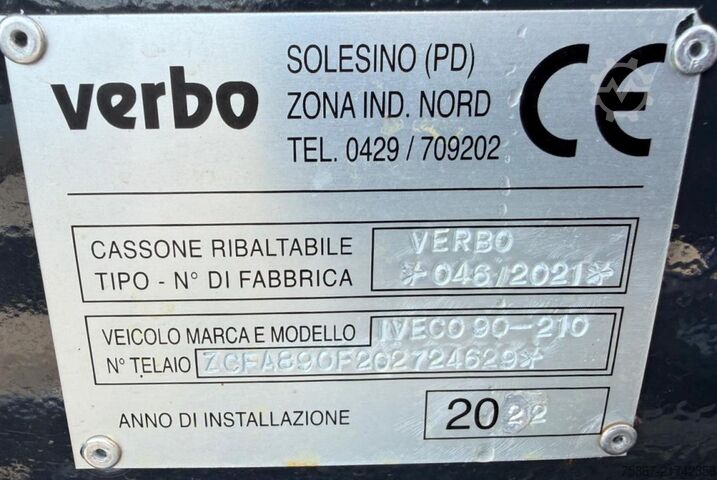 verbo
SOLESINO (PD)
ZONA IND. NORD
TEL. 0429 / 709202
CE
CASSONE RIBALTABILE VERBO
TIPO - N° DI FABBRICA *046/2021*
VEICOLO MARCA E MODELLO IVECO 90-210
N° TELAIO ZCFA890F202724629*
ANNO DI INSTALLAZIONE 2022